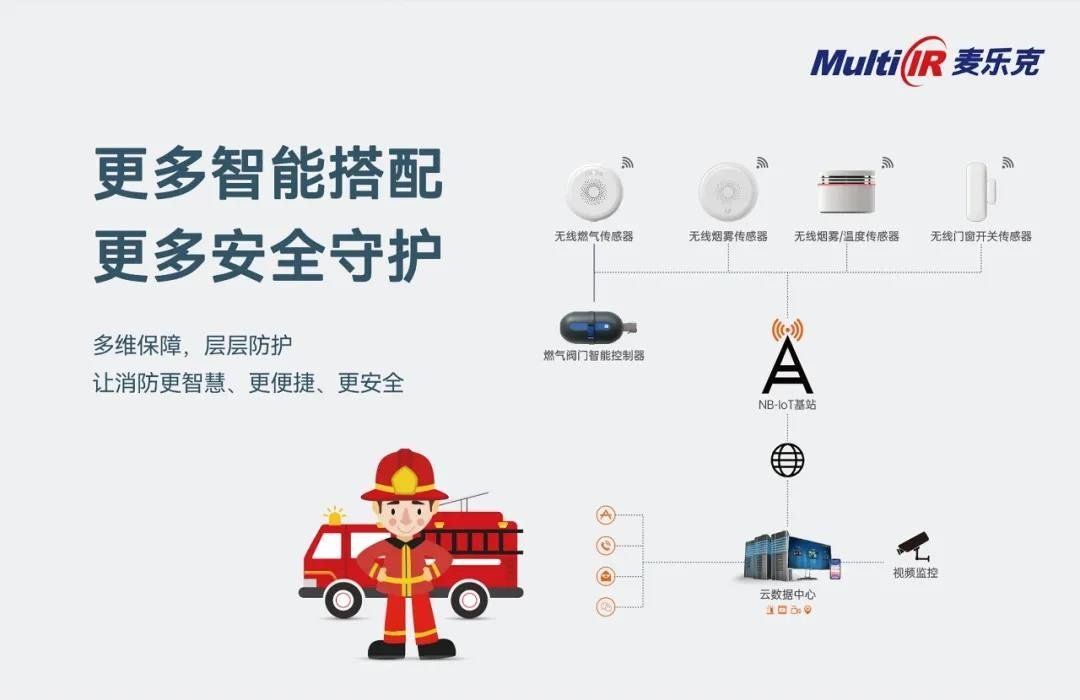 MultiIR 麦乐克
更多智能搭配
更多安全守护
多维保障，层层防护
让消防更智慧、更便捷、更安全
无线燃气传感器
无线烟雾传感器
无线烟雾/温度传感器
无线门窗开关传感器
燃气阀门智能控制器
NB-IoT基站
云数据中心
视频监控